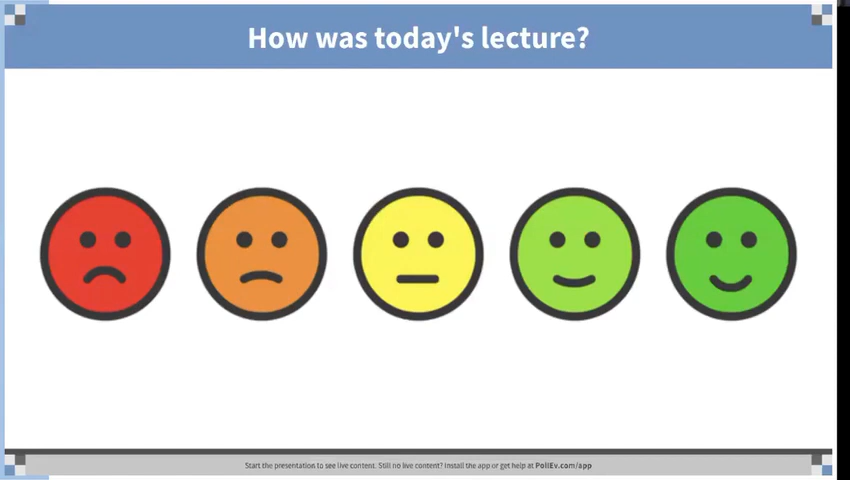 How was today's lecture?
Start the presentation to see live content. Still no live content? Install the app or get help at PollEv.com/app